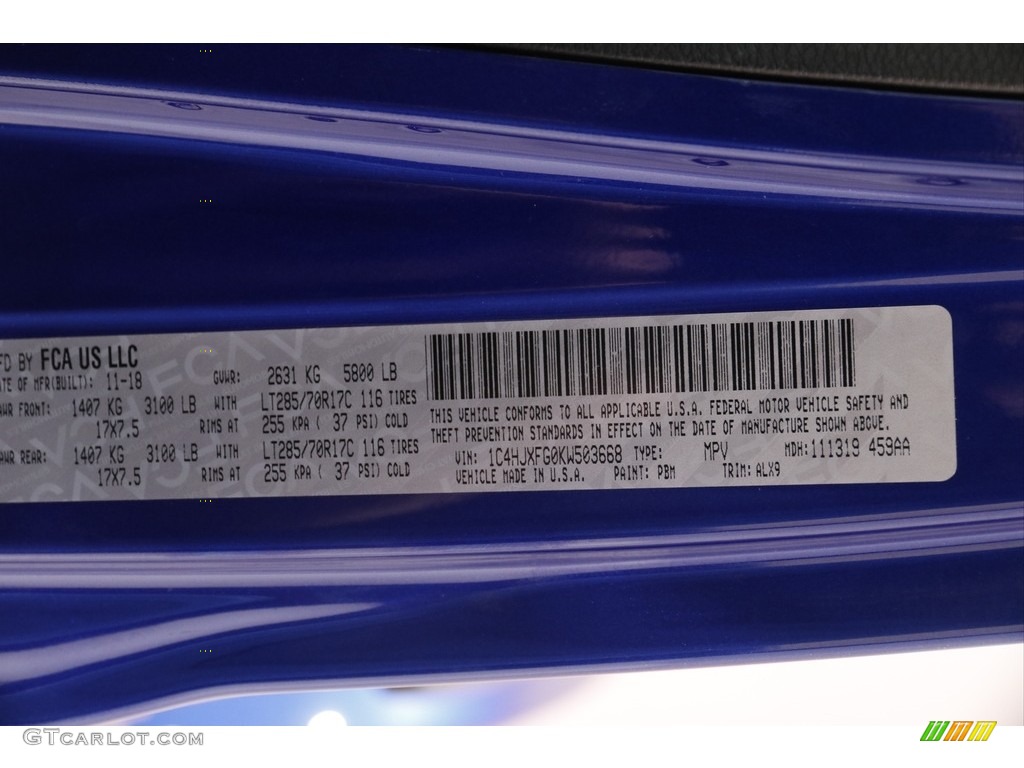 FD BY FCA US LLC
ATE OF MFR(BUILT): 11-18 GVWR: 2631 KG 5800 LB
AWR FRONT: 1407 KG 3100 LB WITH LT285/70R17C 116 TIRES
17X7.5 RIMS AT 255 KPA ( 37 PSI) COLD
AWR REAR: 1407 KG 3100 LB WITH LT285/70R17C 116 TIRES
17X7.5 RIMS AT 255 KPA ( 37 PSI) COLD
THIS VEHICLE CONFORMS TO ALL APPLICABLE U.S.A. FEDERAL MOTOR VEHICLE SAFETY AND
THEFT PREVENTION STANDARDS IN EFFECT ON THE DATE OF MANUFACTURE SHOWN ABOVE.
VIN: 1C4HJXFG0KW503668 TYPE: MPV MDH: 111319 459AA
VEHICLE MADE IN U.S.A. PAINT: PBM TRIM: ALX9
GTCARLOT.COM